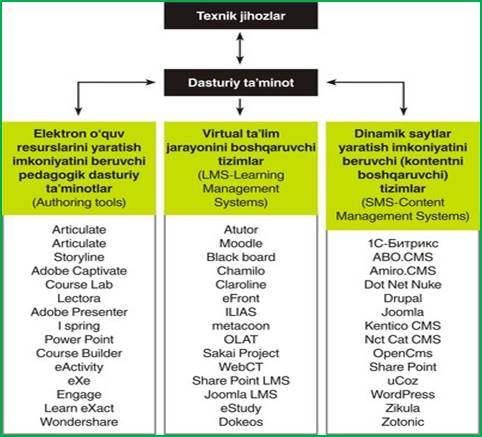 Texnik jihozlar
Dasturiy ta'minot
Elektron o'quv
resurslarini yaratish
imkoniyatini beruvchi
pedagogik dasturiy
ta'minotlar
(Authoring tools)
Articulate
Articulate
Storyline
Adobe Captivate
Course Lab
Lectora
Adobe Presenter
I spring
Power Point
Course Builder
eActivity
eXe
Engage
Learn eXact
Wondershare
Virtual ta'lim
jarayonini boshqaruvchi
tizimlar
(LMS-Learning
Management
Systems)
Atutor
Moodle
Black board
Chamilo
Claroline
eFront
ILIAS
metacoon
OLAT
Sakai Project
WebCT
Share Point LMS
Joomla LMS
eStudy
Dokeos
Dinamik saytlar
yaratish imkoniyatini
beruvchi (kontentni
boshqaruvchi)
tizimlar
(SMS-Content
Management Systems)
1С-Битрикс
ABO.CMS
Amiro.CMS
Dot Net Nuke
Drupal
Joomla
Kentico CMS
Nct Cat CMS
OpenCms
Share Point
uCoz
WordPress
Zikula
Zotonic